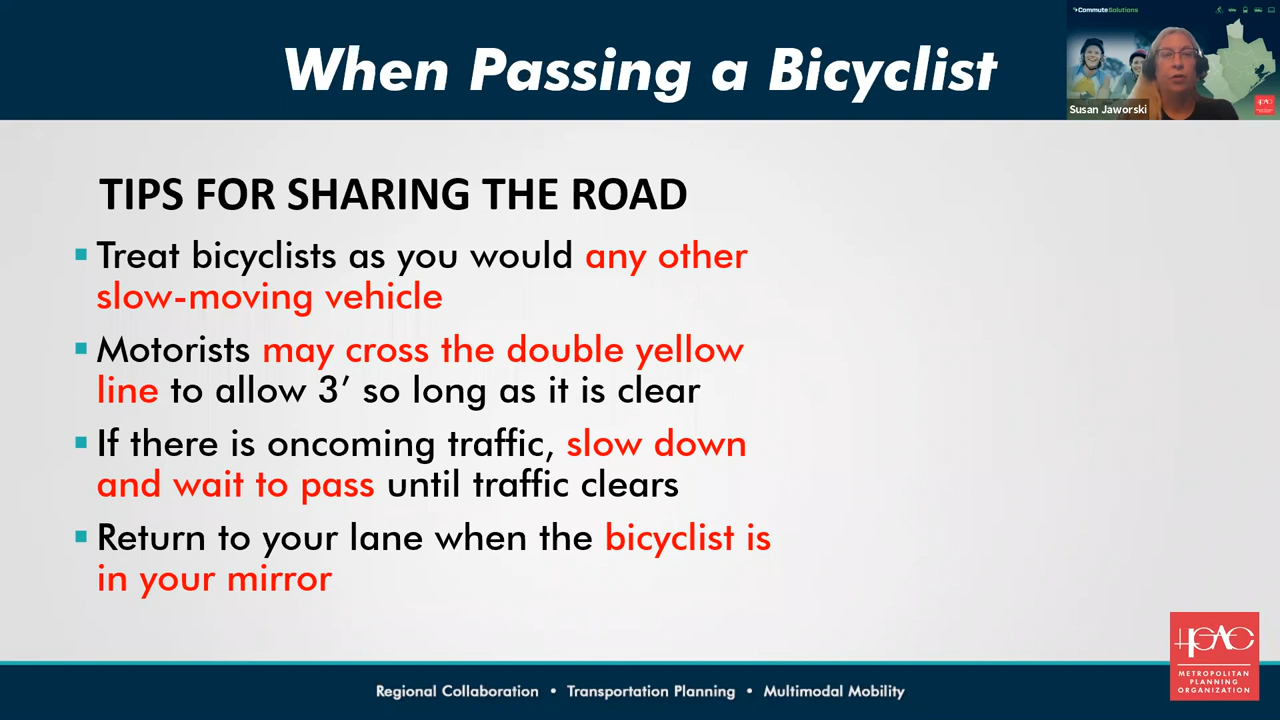 When Passing a Bicyclist
CommuteSolutions
Susan Jaworski
TIPS FOR SHARING THE ROAD
Treat bicyclists as you would any other
slow-moving vehicle
Motorists may cross the double yellow
line to allow 3’ so long as it is clear
If there is oncoming traffic, slow down
and wait to pass until traffic clears
Return to your lane when the bicyclist is
in your mirror
HGAC
METROPOLITAN
PLANNING
ORGANIZATION
Regional Collaboration • Transportation Planning • Multimodal Mobility